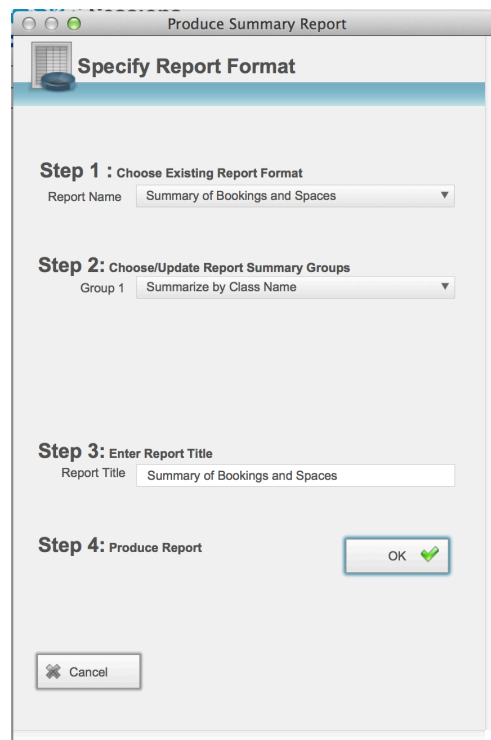 Produce Summary Report
Specify Report Format
Step 1 : Choose Existing Report Format
Report Name Summary of Bookings and Spaces
Step 2: Choose/Update Report Summary Groups
Group 1 Summarize by Class Name
Step 3: Enter Report Title
Report Title Summary of Bookings and Spaces
Step 4: Produce Report
OK
Cancel